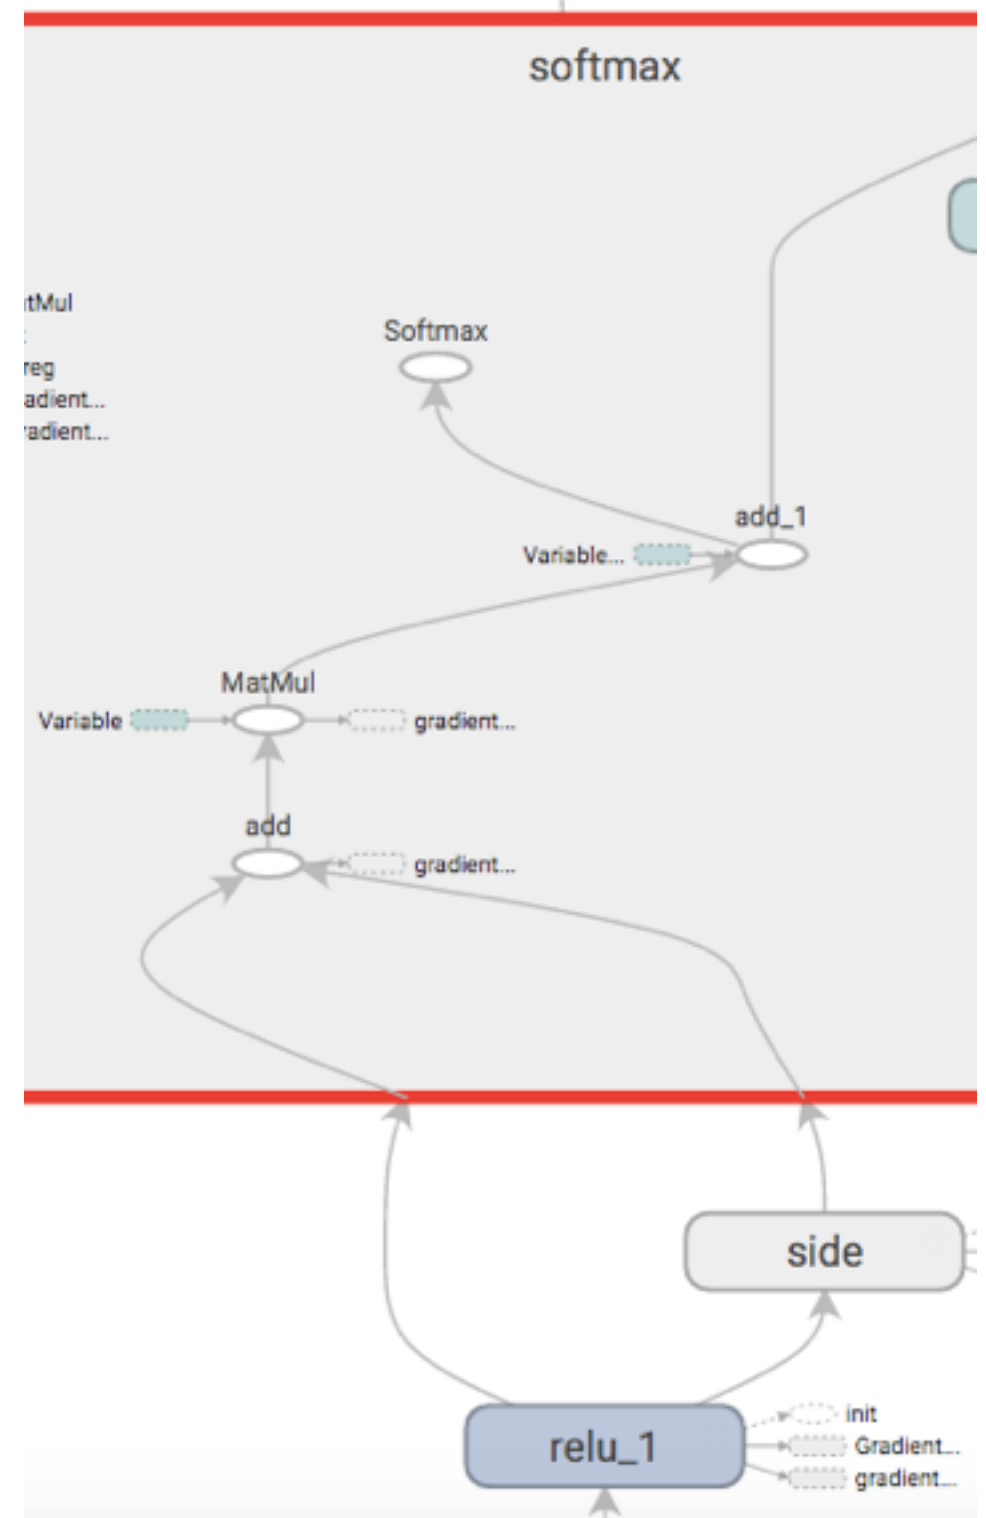 softmax
tMul
reg
adient...
radient...
Softmax
add_1
Variable...
MatMul
Variable
gradient...
add
gradient...
side
relu_1
init
Gradient...
gradient...